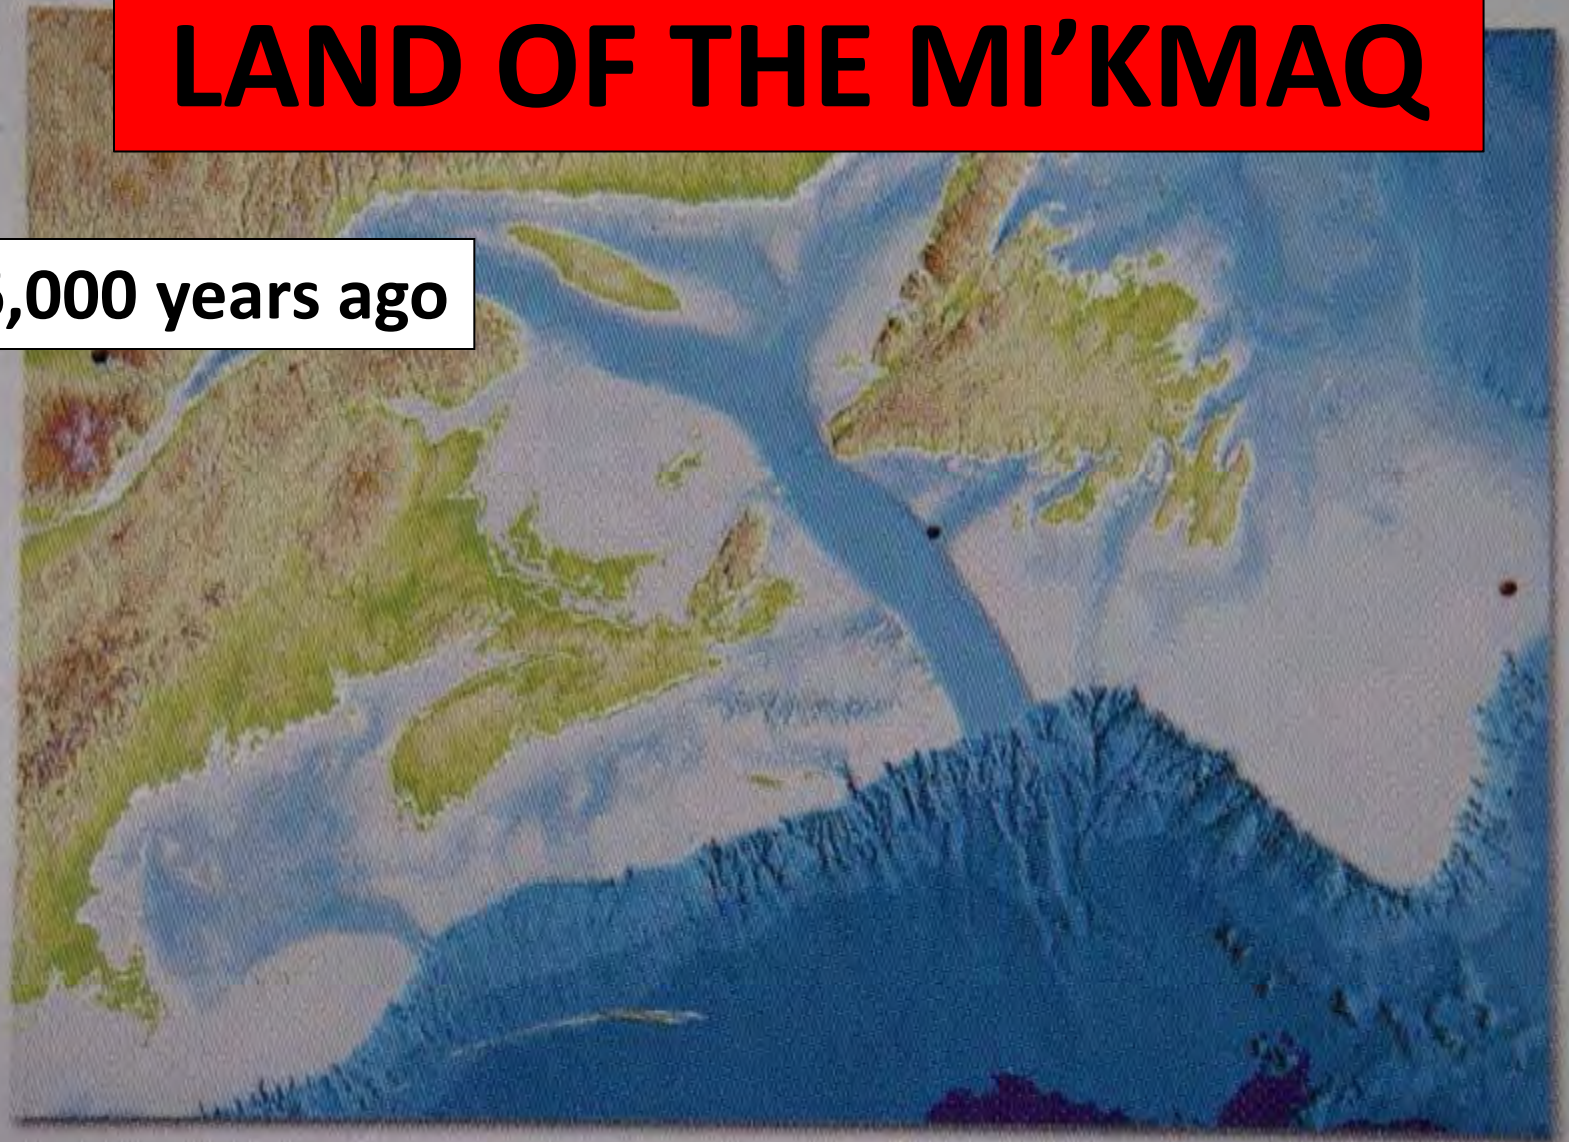 LAND OF THE MI’KMAQ
,000 years ago